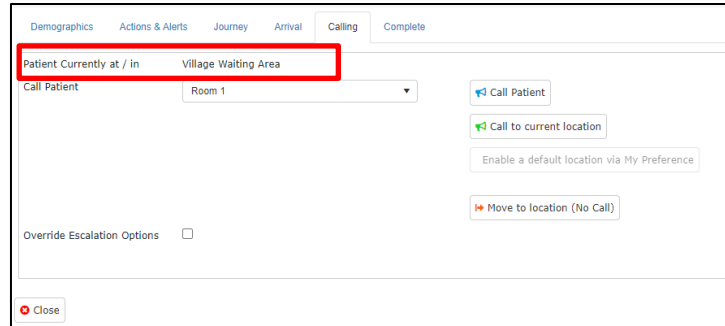 Demographics Actions & Alerts Journey Arrival Calling Complete
Patient Currently at / in Village Waiting Area
Call Patient Room 1 Call Patient
Call to current location
Enable a default location via My Preference
Move to location (No Call)
Override Escalation Options
Close